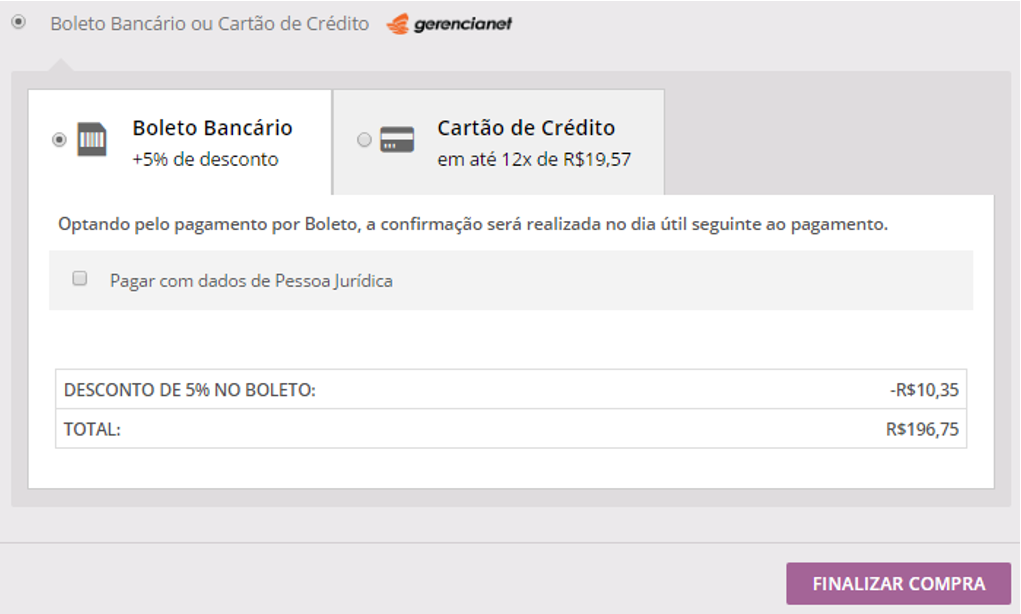 Boleto Bancário ou Cartão de Crédito gerencianet
Boleto Bancário
+5% de desconto
Cartão de Crédito
em até 12x de R$19,57
Optando pelo pagamento por Boleto, a confirmação será realizada no dia útil seguinte ao pagamento.
Pagar com dados de Pessoa Jurídica
DESCONTO DE 5% NO BOLETO: -R$10,35
TOTAL: R$196,75
FINALIZAR COMPRA